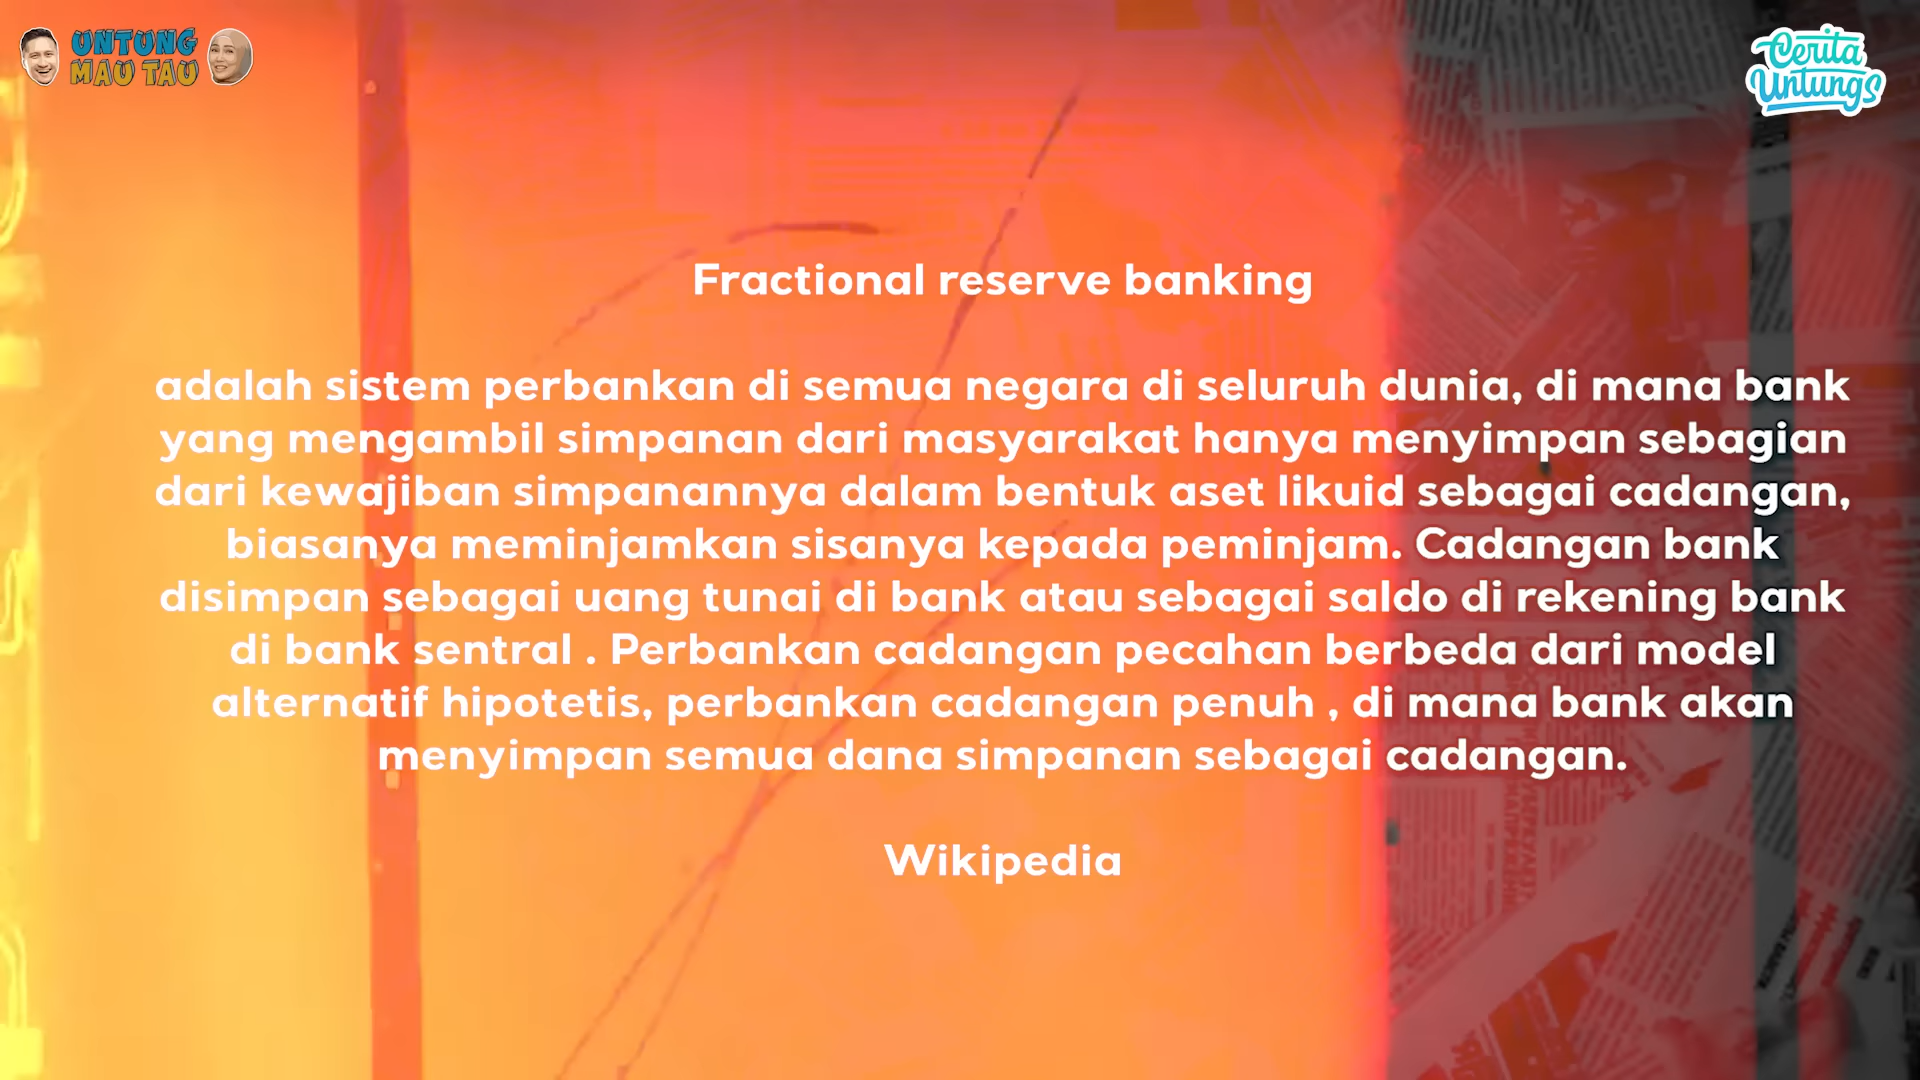 UNTUNG
MAU TAU
Cerita
Untungs
Fractional reserve banking
adalah sistem perbankan di semua negara di seluruh dunia, di mana bank
yang mengambil simpanan dari masyarakat hanya menyimpan sebagian
dari kewajiban simpanannya dalam bentuk aset likuid sebagai cadangan,
biasanya meminjamkan sisanya kepada peminjam. Cadangan bank
disimpan sebagai uang tunai di bank atau sebagai saldo di rekening bank
di bank sentral . Perbankan cadangan pecahan berbeda dari model
alternatif hipotetis, perbankan cadangan penuh , di mana bank akan
menyimpan semua dana simpanan sebagai cadangan.
Wikipedia